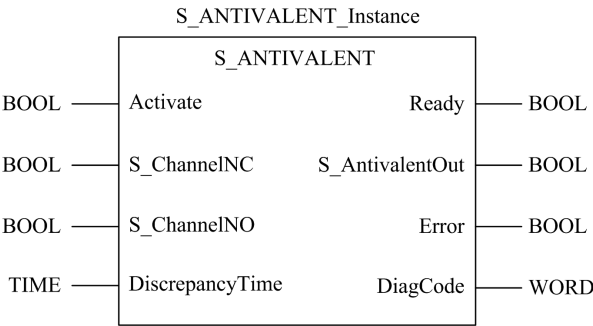 S_ANTIVALENT_Instance
S_ANTIVALENT
BOOL Activate Ready BOOL
BOOL S_ChannelNC S_AntivalentOut BOOL
BOOL S_ChannelNO Error BOOL
TIME DiscrepancyTime DiagCode WORD